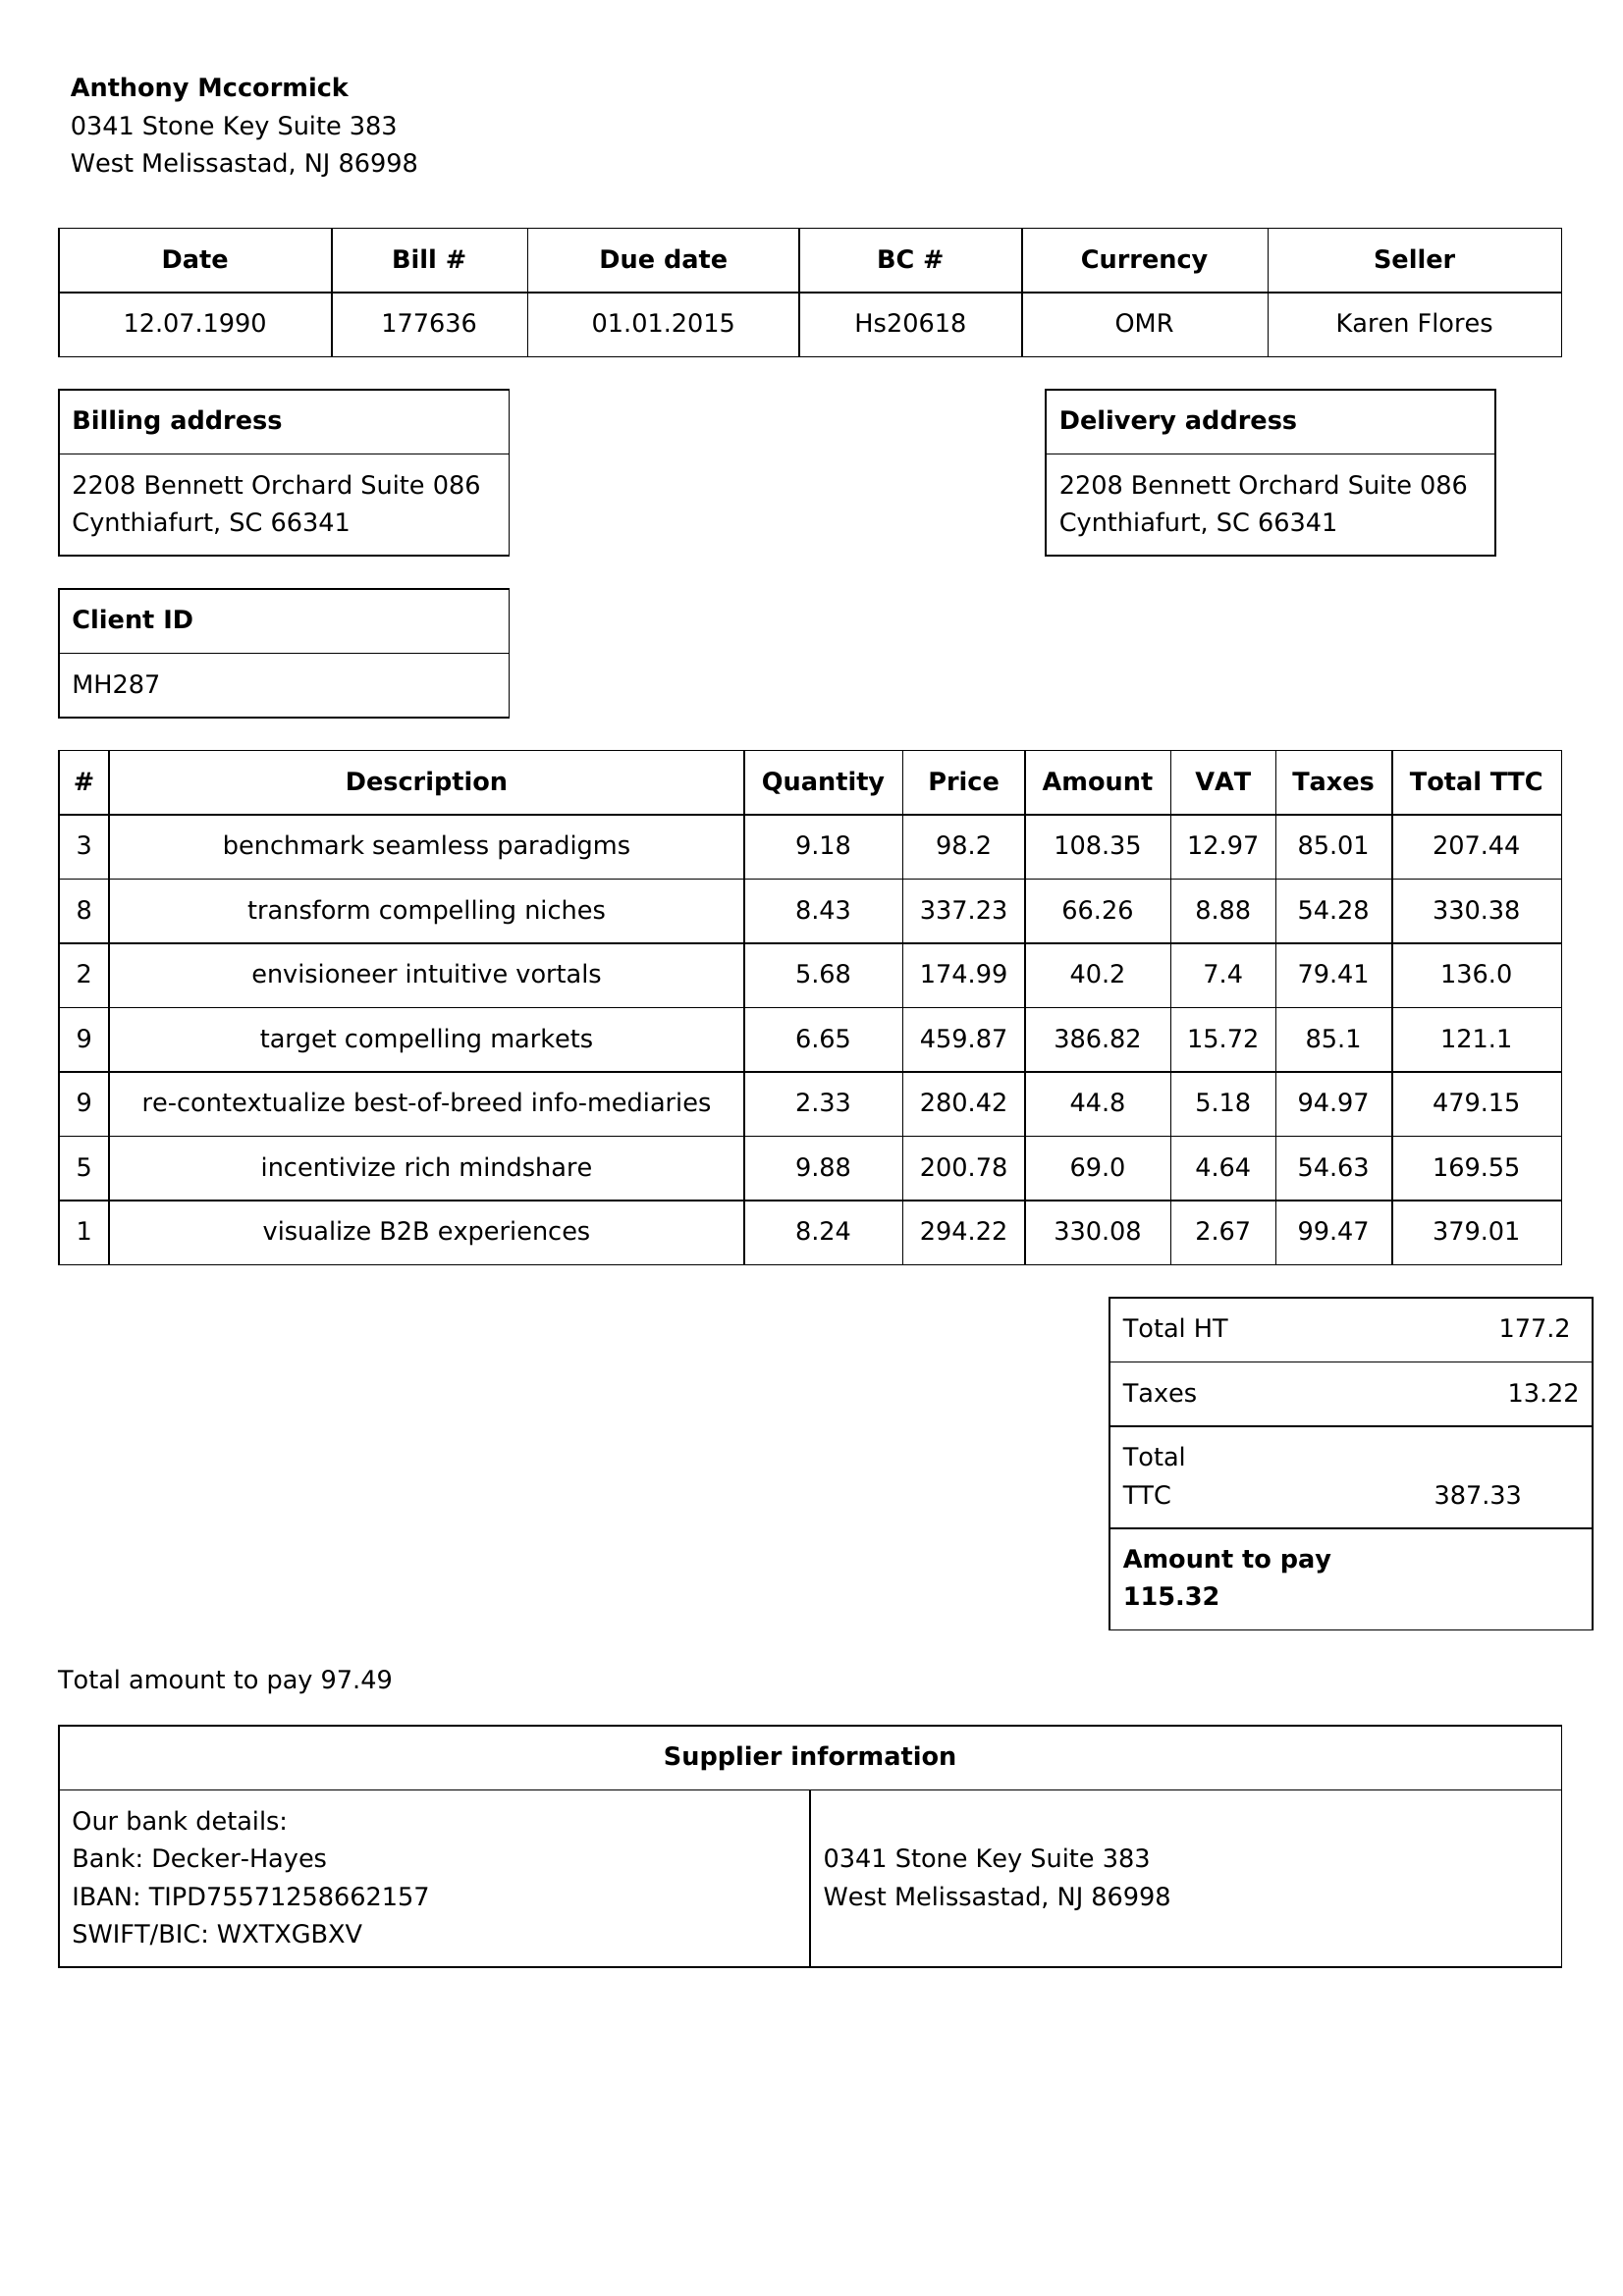 Anthony Mccormick
0341 Stone Key Suite 383
West Melissastad, NJ 86998
Date Bill # Due date BC # Currency Seller
12.07.1990 177636 01.01.2015 Hs20618 OMR Karen Flores
Billing address
2208 Bennett Orchard Suite 086
Cynthiafurt, SC 66341
Delivery address
2208 Bennett Orchard Suite 086
Cynthiafurt, SC 66341
Client ID
MH287
# Description Quantity Price Amount VAT Taxes Total TTC
3 benchmark seamless paradigms 9.18 98.2 108.35 12.97 85.01 207.44
8 transform compelling niches 8.43 337.23 66.26 8.88 54.28 330.38
2 envisioneer intuitive vortals 5.68 174.99 40.2 7.4 79.41 136.0
9 target compelling markets 6.65 459.87 386.82 15.72 85.1 121.1
9 re-contextualize best-of-breed info-mediaries 2.33 280.42 44.8 5.18 94.97 479.15
5 incentivize rich mindshare 9.88 200.78 69.0 4.64 54.63 169.55
1 visualize B2B experiences 8.24 294.22 330.08 2.67 99.47 379.01
Total HT 177.2
Taxes 13.22
Total
TTC 387.33
Amount to pay
115.32
Total amount to pay 97.49
Supplier information
Our bank details:
Bank: Decker-Hayes
IBAN: TIPD75571258662157
SWIFT/BIC: WXTXGBXV
0341 Stone Key Suite 383
West Melissastad, NJ 86998